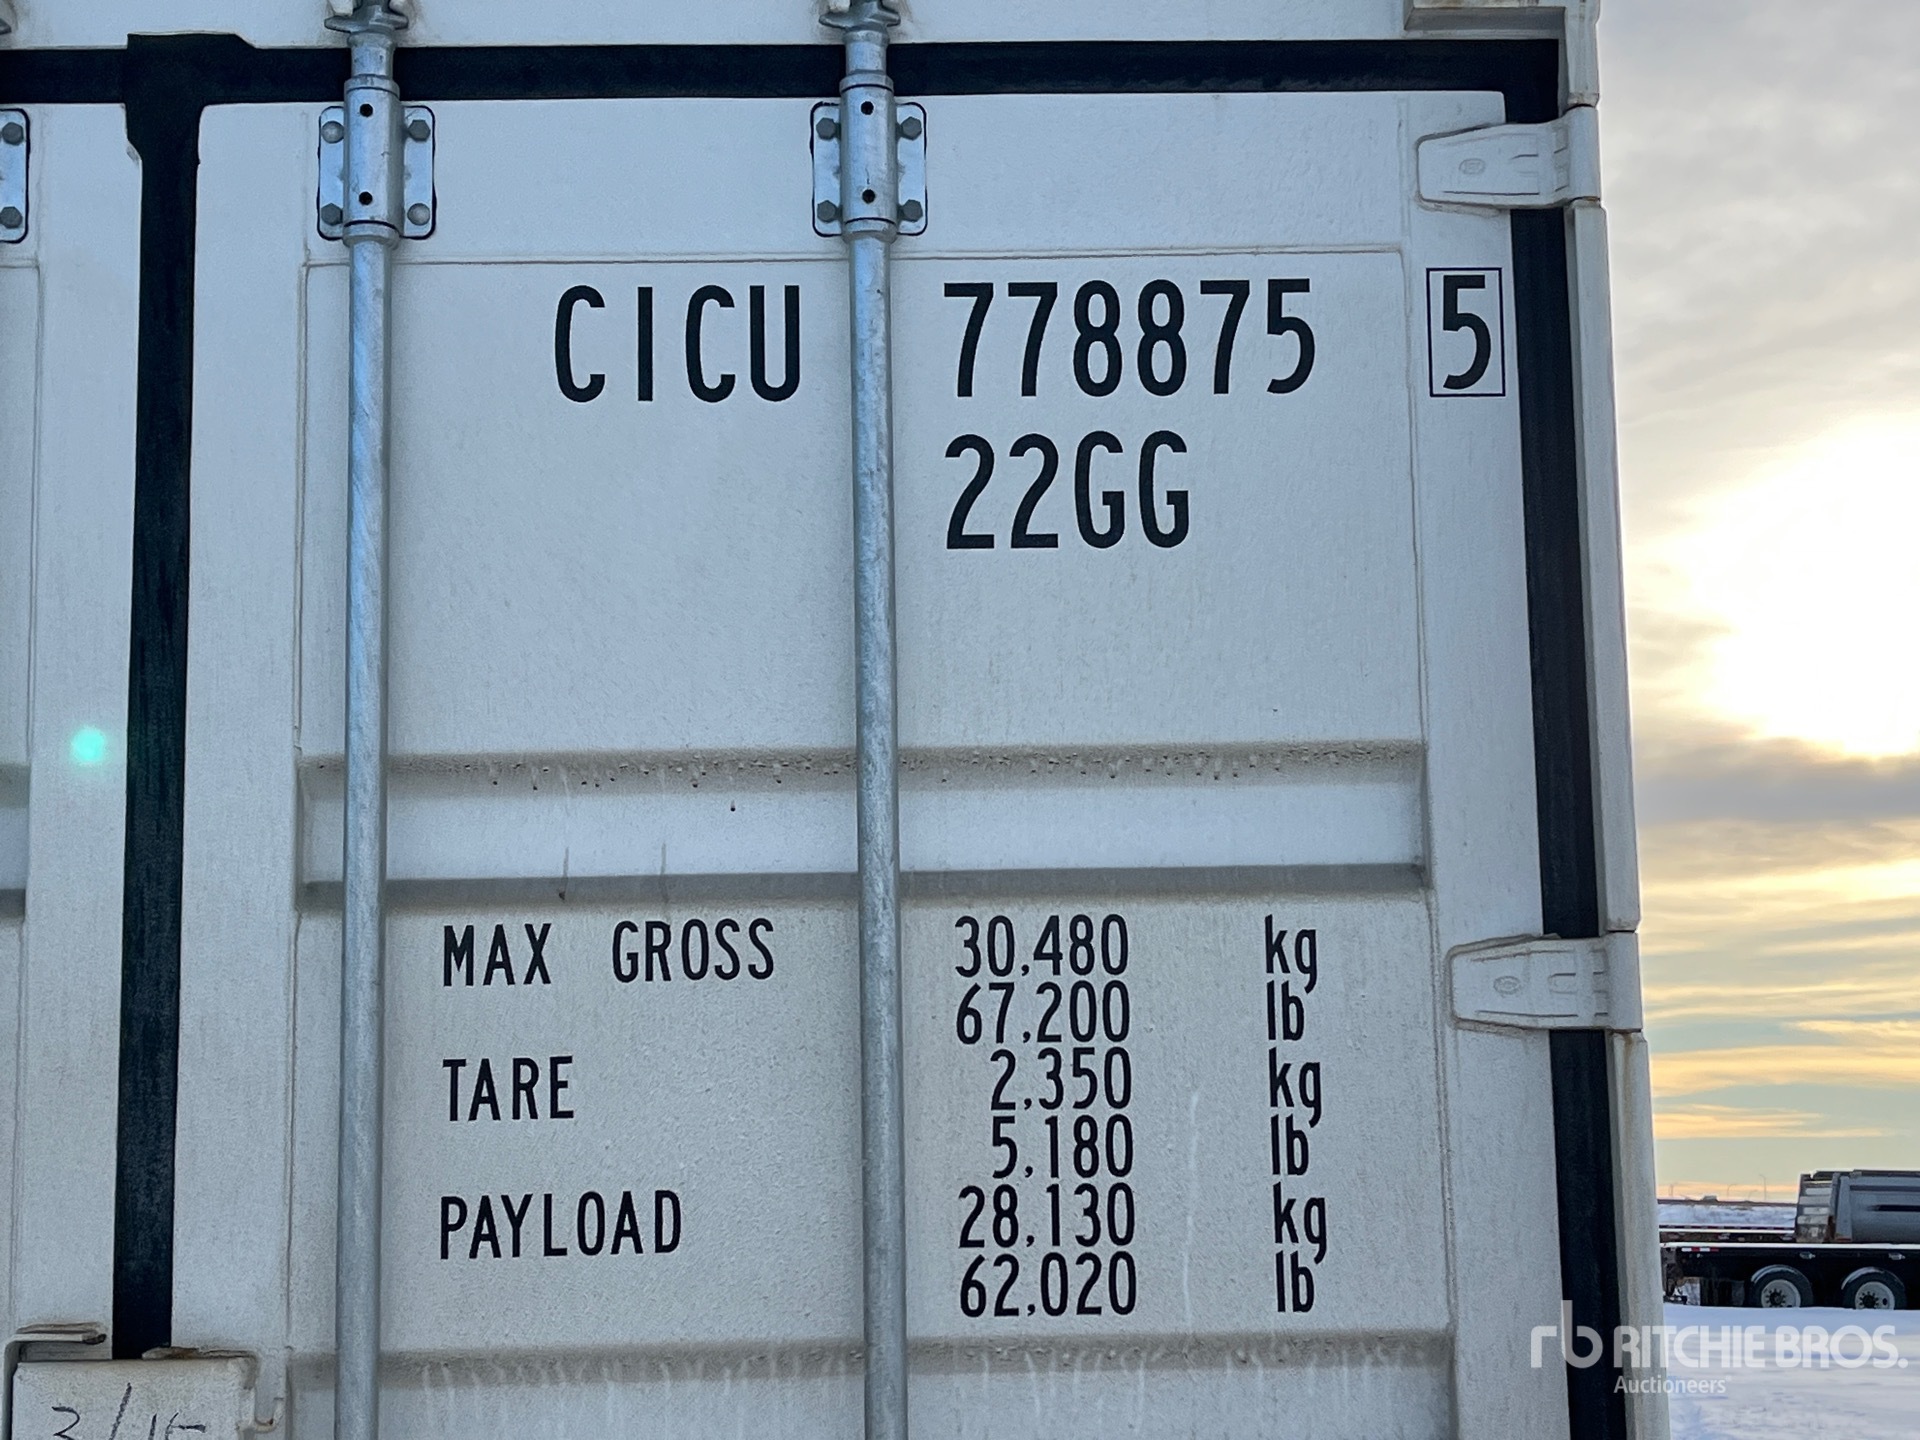 CICU 778875 5
22GG
MAX GROSS 30,480 kg
67,200 lb
TARE 2,350 kg
5,180 lb
PAYLOAD 28,130 kg
62,020 lb
rb RITCHIE BROS.
Auctioneers